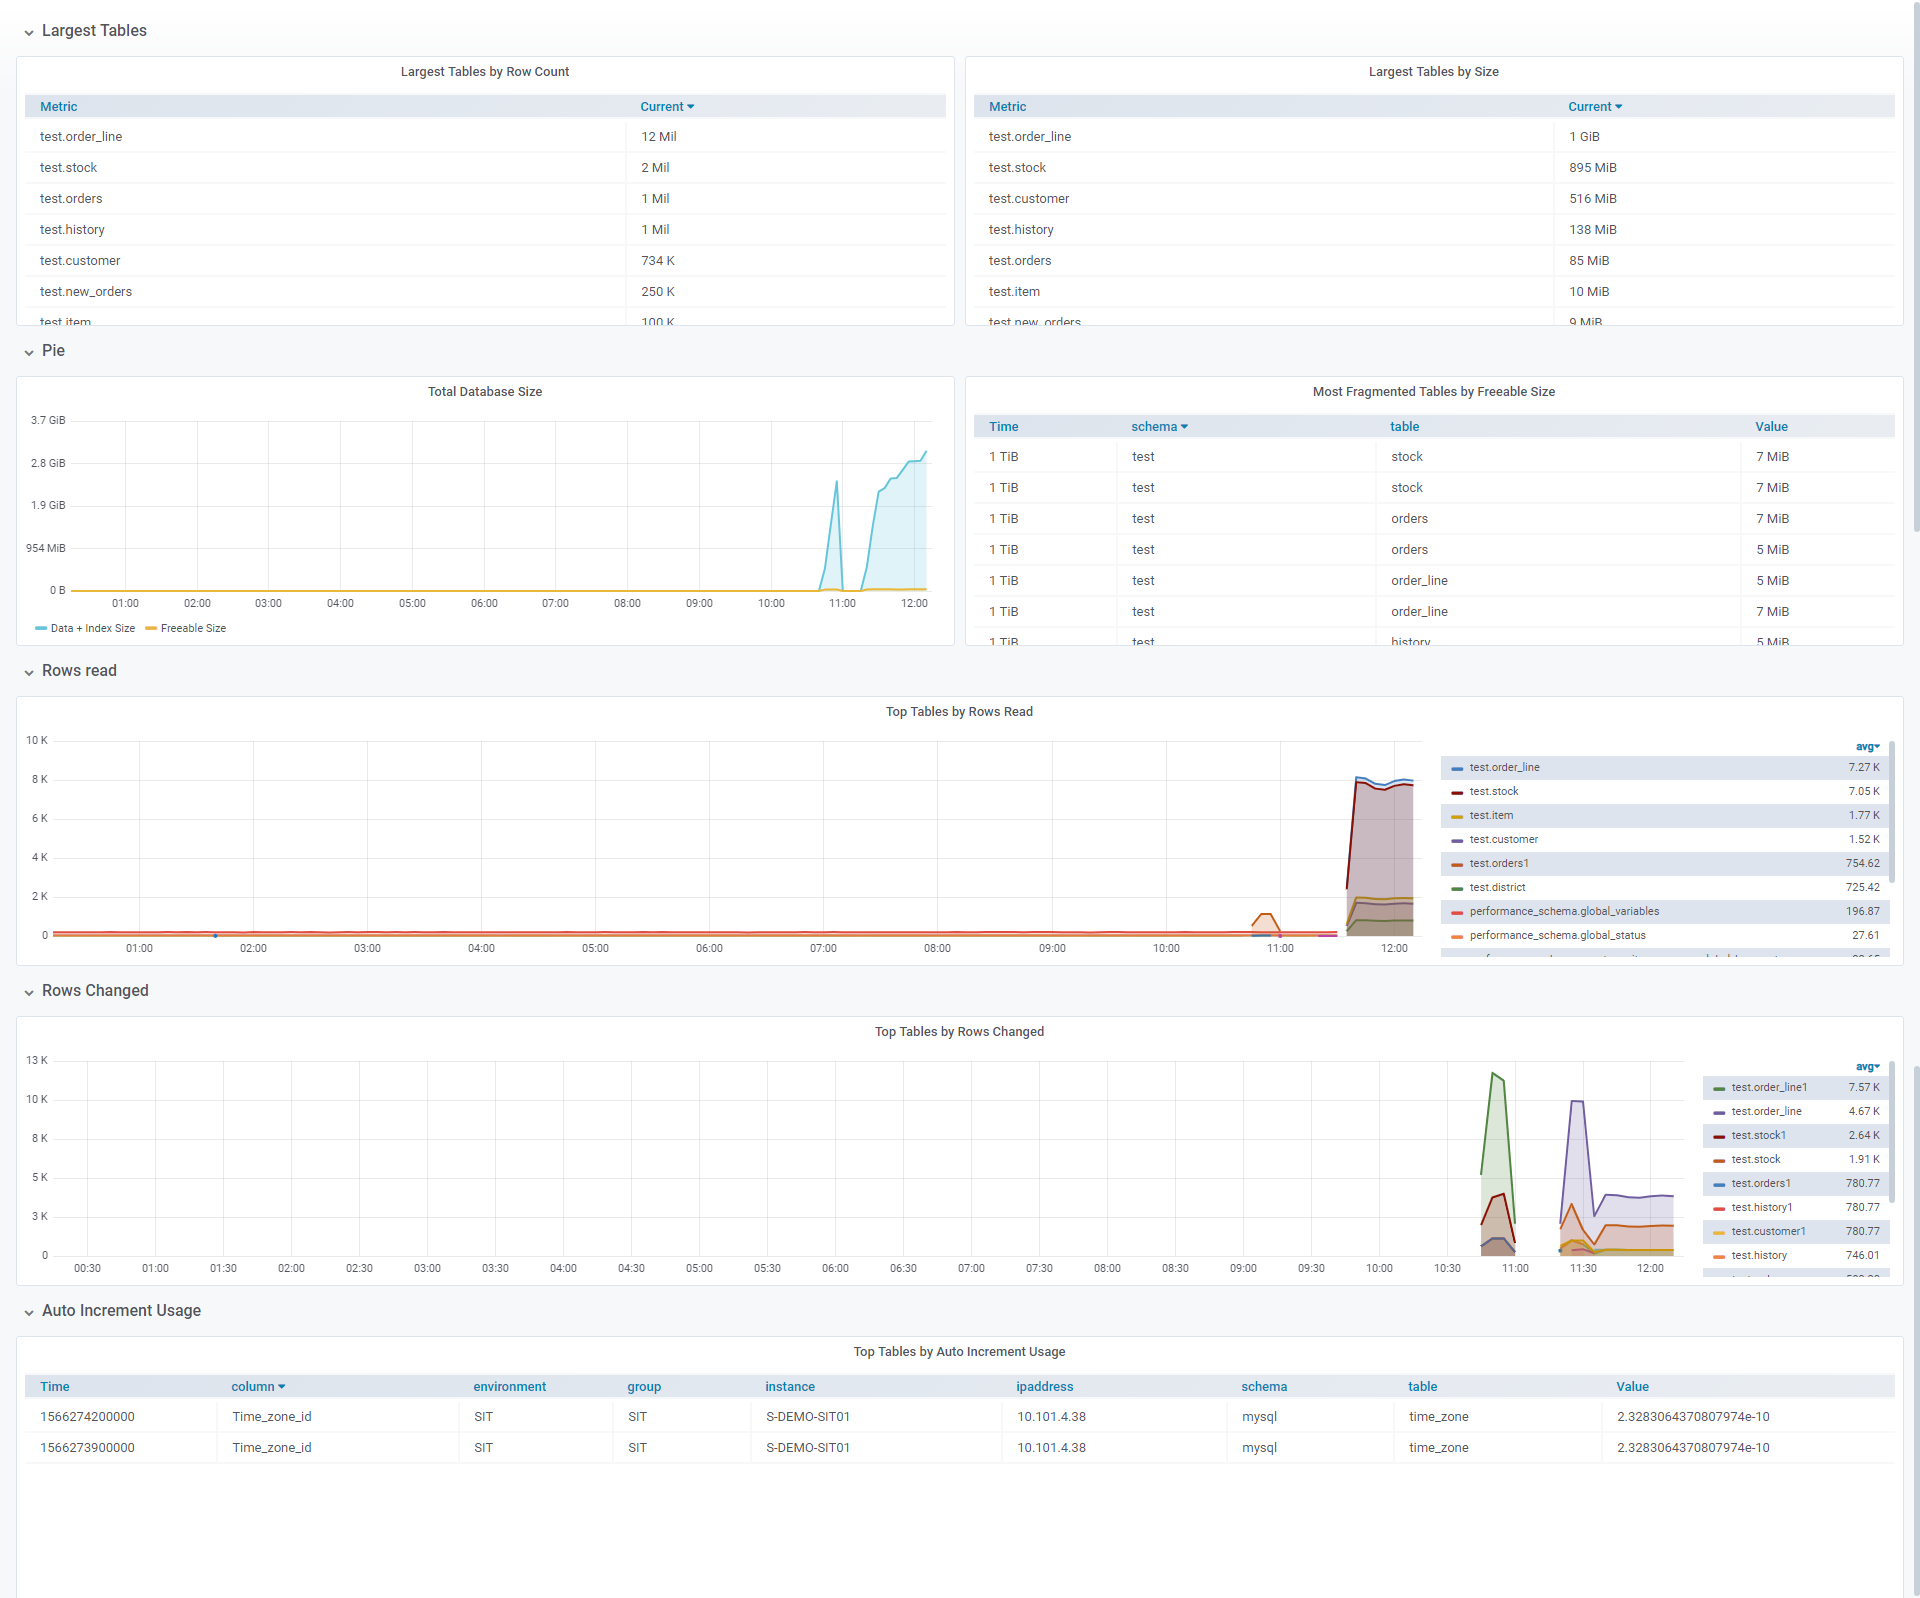 Largest Tables
Largest Tables by Row Count
Metric Current
test.order_line 12 Mil
test.stock 2 Mil
test.orders 1 Mil
test.history 1 Mil
test.customer 734 K
test.new_orders 250 K
test.item 100 K
Largest Tables by Size
Metric Current
test.order_line 1 GiB
test.stock 895 MiB
test.customer 516 MiB
test.history 138 MiB
test.orders 85 MiB
test.item 10 MiB
test.new_orders 9 MiB
Pie
Total Database Size
3.7 GiB
2.8 GiB
1.9 GiB
954 MiB
0 B
01:00 02:00 03:00 04:00 05:00 06:00 07:00 08:00 09:00 10:00 11:00 12:00
Data + Index Size Freeable Size
Most Fragmented Tables by Freeable Size
Time schema table Value
1 TiB test stock 7 MiB
1 TiB test stock 7 MiB
1 TiB test orders 7 MiB
1 TiB test orders 5 MiB
1 TiB test order_line 5 MiB
1 TiB test order_line 7 MiB
1 TiB test history 5 MiB
Rows read
Top Tables by Rows Read
10 K
8 K
6 K
4 K
2 K
0
01:00 02:00 03:00 04:00 05:00 06:00 07:00 08:00 09:00 10:00 11:00 12:00
avg
test.order_line 7.27 K
test.stock 7.05 K
test.item 1.77 K
test.customer 1.52 K
test.orders1 754.62
test.district 725.42
performance_schema.global_variables 196.87
performance_schema.global_status 27.61
Rows Changed
Top Tables by Rows Changed
13 K
10 K
8 K
5 K
3 K
0
00:30 01:00 01:30 02:00 02:30 03:00 03:30 04:00 04:30 05:00 05:30 06:00 06:30 07:00 07:30 08:00 08:30 09:00 09:30 10:00 10:30 11:00 11:30 12:00
avg
test.order_line1 7.57 K
test.order_line 4.67 K
test.stock1 2.64 K
test.stock 1.91 K
test.orders1 780.77
test.history1 780.77
test.customer1 780.77
test.history 746.01
Auto Increment Usage
Top Tables by Auto Increment Usage
Time column environment group instance ipaddress schema table Value
1566274200000 Time_zone_id SIT SIT S-DEMO-SIT01 10.101.4.38 mysql time_zone 2.3283064370807974e-10
1566273900000 Time_zone_id SIT SIT S-DEMO-SIT01 10.101.4.38 mysql time_zone 2.3283064370807974e-10